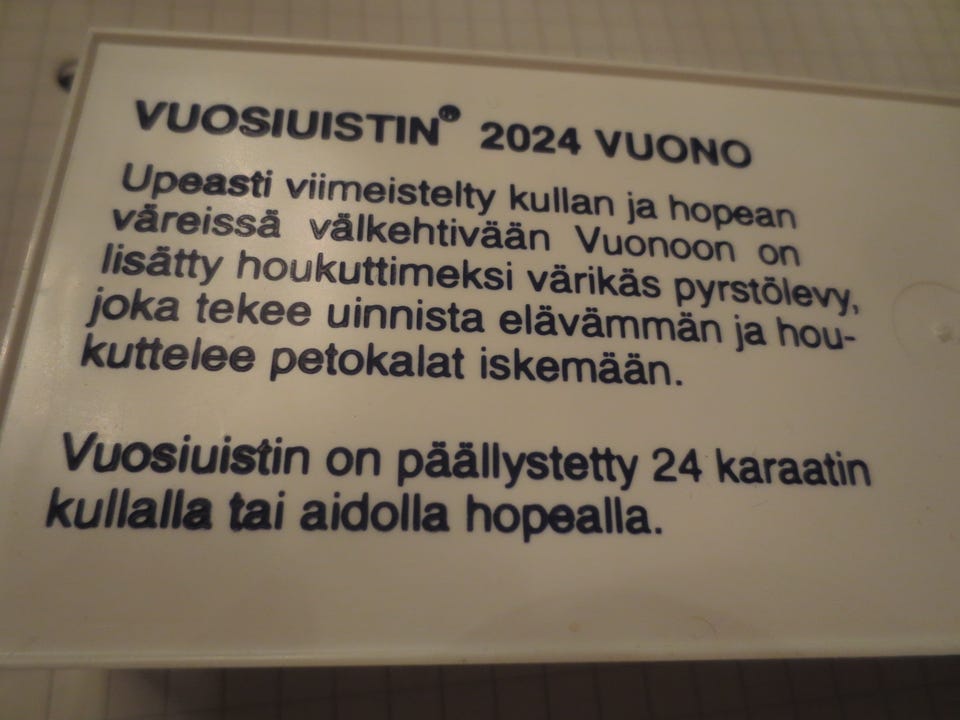 VUOSIUISTIN® 2024 VUONO
Upeasti viimeistelty kullan ja hopean
väreissä välkehtivään Vuonoon on
lisätty houkuttimeksi värikäs pyrstölevy,
joka tekee uinnista elävämmän ja hou-
kuttelee petokalat iskemään.
Vuosiuistin on päällystetty 24 karaatin
kullalla tai aidolla hopealla.